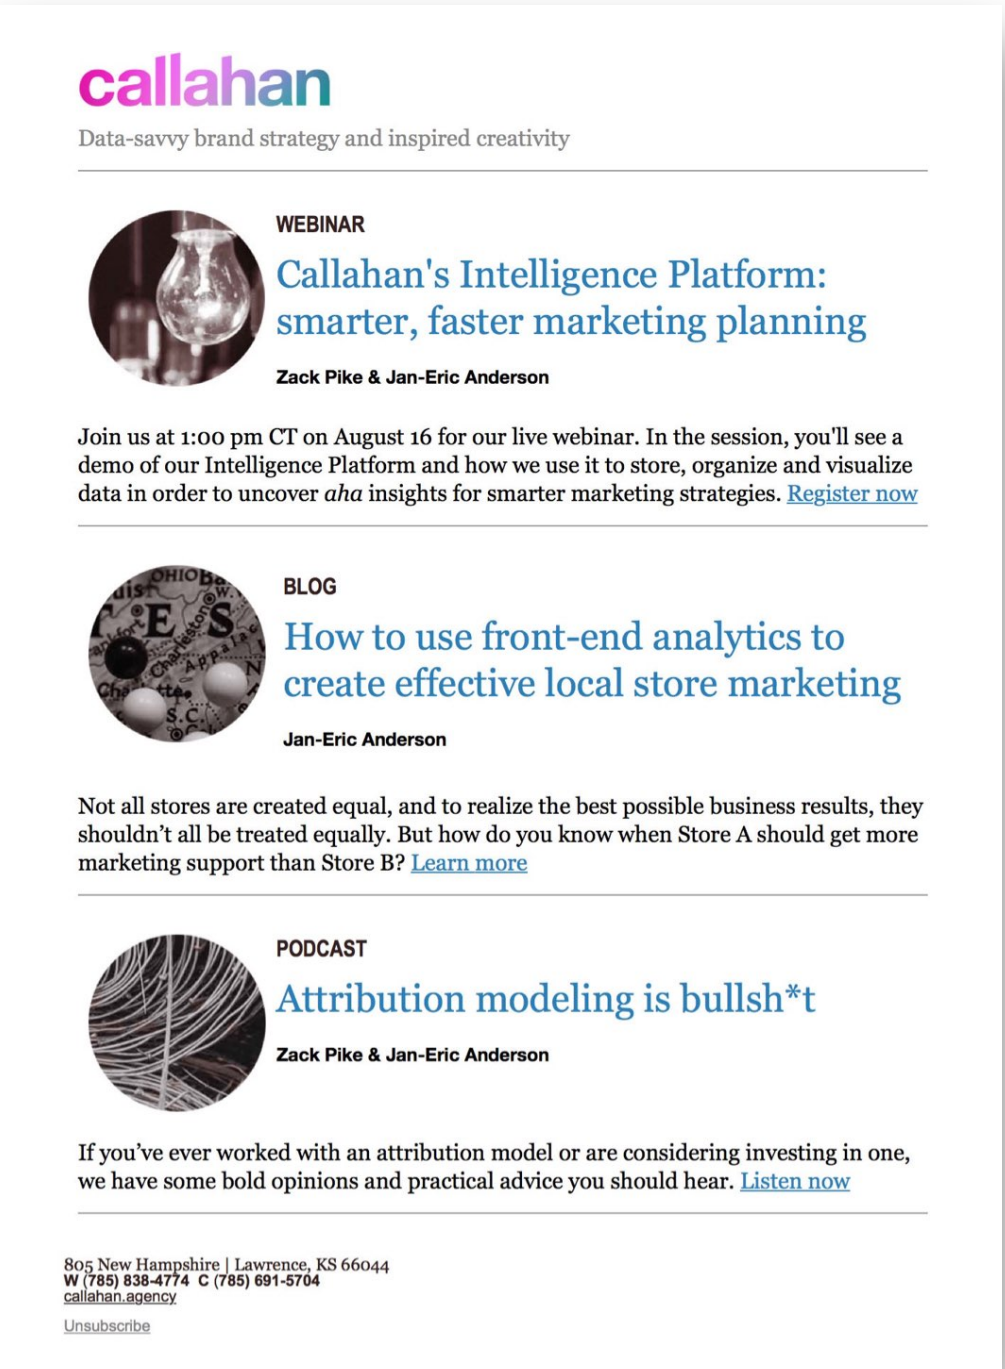 callahan
Data-savvy brand strategy and inspired creativity
WEBINAR
Callahan's Intelligence Platform:
smarter, faster marketing planning
Zack Pike & Jan-Eric Anderson
Join us at 1:00 pm CT on August 16 for our live webinar. In the session, you'll see a
demo of our Intelligence Platform and how we use it to store, organize and visualize
data in order to uncover aha insights for smarter marketing strategies. Register now
OHIO
E S
Charleston
Appalac
S.C.
BLOG
How to use front-end analytics to
create effective local store marketing
Jan-Eric Anderson
Not all stores are created equal, and to realize the best possible business results, they
shouldn’t all be treated equally. But how do you know when Store A should get more
marketing support than Store B? Learn more
PODCAST
Attribution modeling is bullsh*t
Zack Pike & Jan-Eric Anderson
If you’ve ever worked with an attribution model or are considering investing in one,
we have some bold opinions and practical advice you should hear. Listen now
805 New Hampshire | Lawrence, KS 66044
W (785) 838-4774 C (785) 691-5704
callahan.agency
Unsubscribe